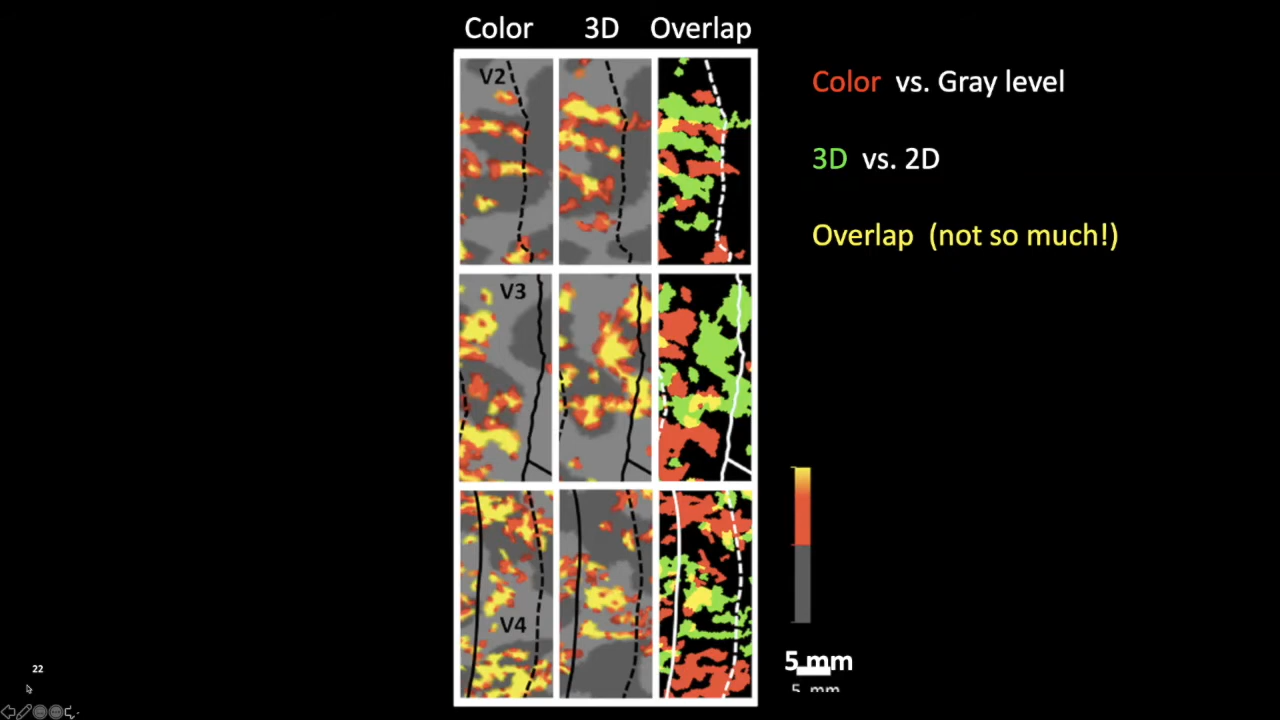 Color 3D Overlap
V2
Color vs. Gray level
3D vs. 2D
Overlap (not so much!)
V3
V4
5 mm
5 mm
22